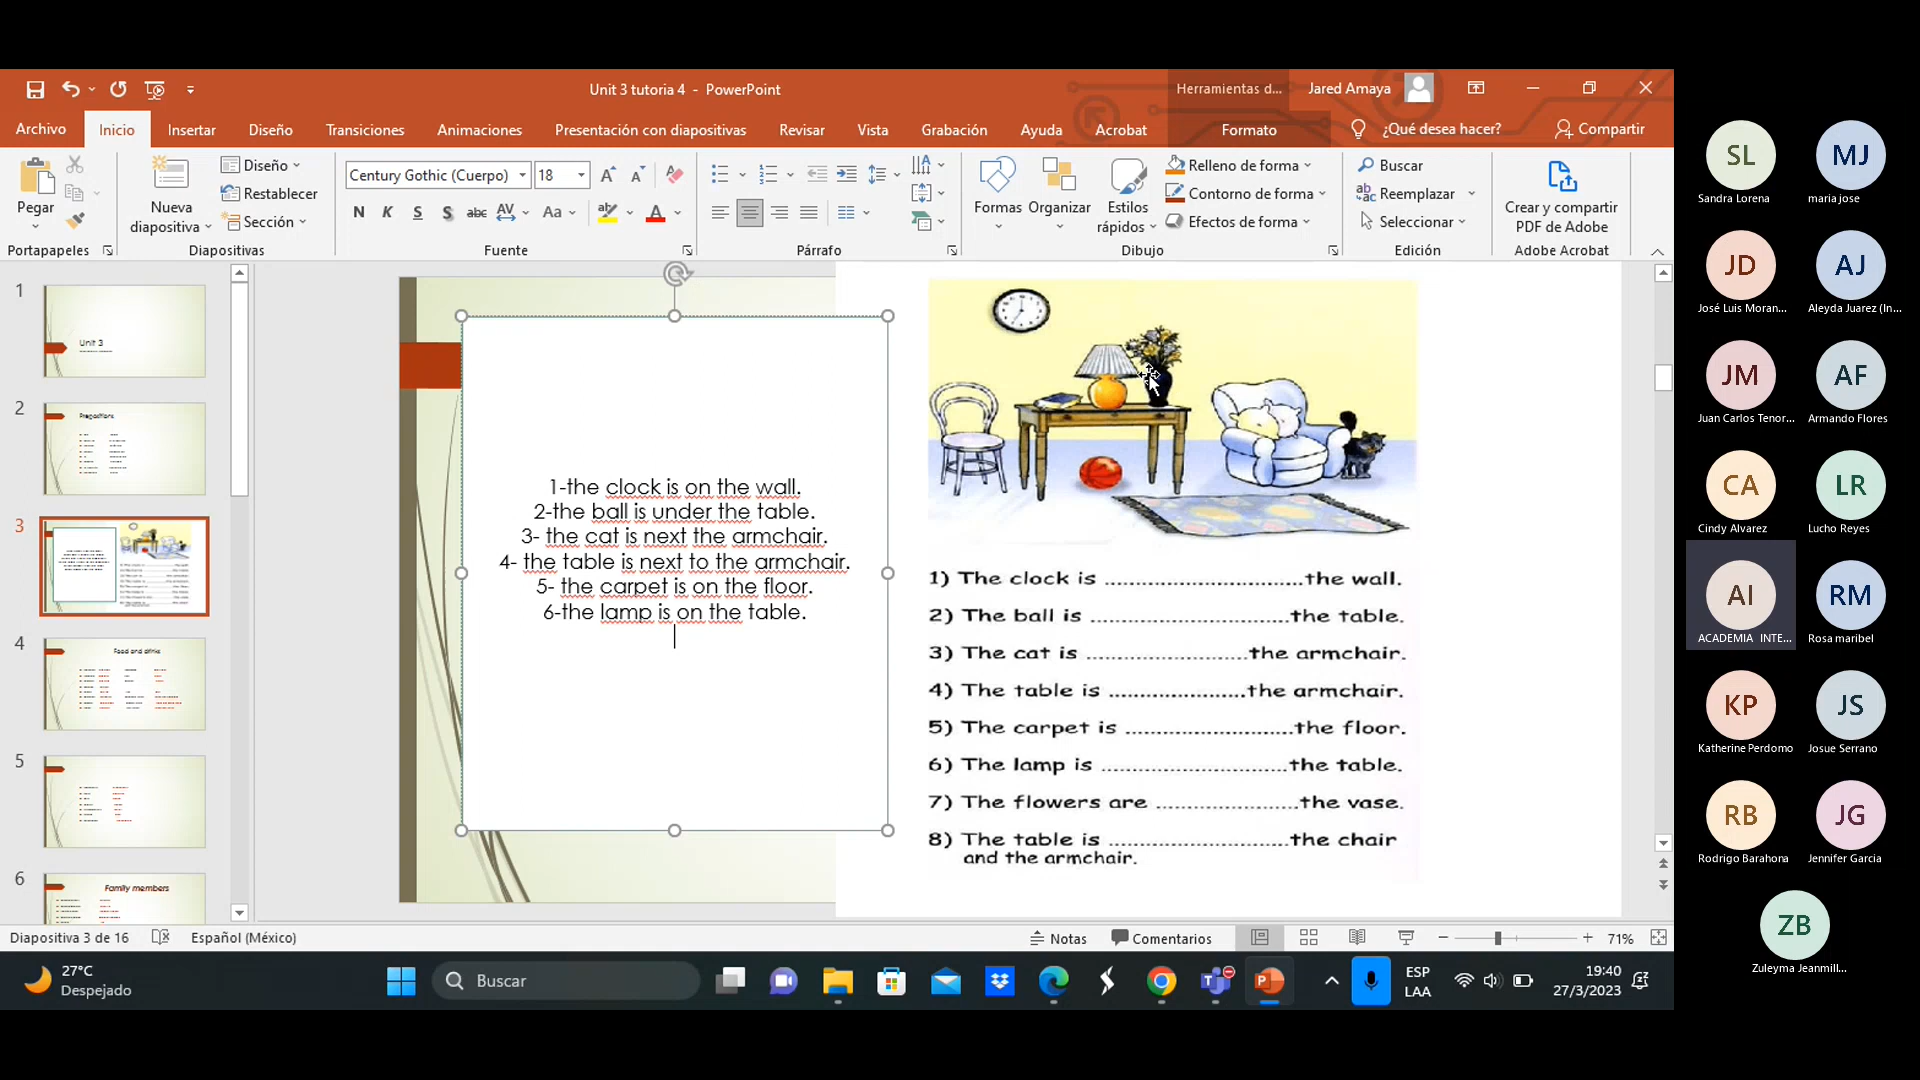 Unit 3 tutoria 4 - PowerPoint
Herramientas d...
Jared Amaya
Archivo
Inicio
Insertar
Diseño
Transiciones
Animaciones
Presentación con diapositivas
Revisar
Vista
Grabación
Ayuda
Acrobat
Formato
¿Qué desea hacer?
Compartir
Pegar
Nueva diapositiva
Diseño
Restablecer
Sección
Century Gothic (Cuerpo)
18
N K S S abc AV Aa A
Formas
Organizar
Estilos rápidos
Relleno de forma
Contorno de forma
Efectos de forma
Buscar
Reemplazar
Seleccionar
Crear y compartir
PDF de Adobe
Portapapeles
Diapositivas
Fuente
Párrafo
Dibujo
Edición
Adobe Acrobat
1
Unit 3
2
Prepositions
3
4
Food and drinks
5
6
Family members
1-the clock is on the wall.
2-the ball is under the table.
3- the cat is next the armchair.
4- the table is next to the armchair.
5- the carpet is on the floor.
6-the lamp is on the table.
1) The clock is ..............................the wall.
2) The ball is ..............................the table.
3) The cat is ........................the armchair.
4) The table is ....................the armchair.
5) The carpet is .........................the floor.
6) The lamp is ............................the table.
7) The flowers are .....................the vase.
8) The table is ...........................the chair
and the armchair.
Diapositiva 3 de 16
Español (México)
Notas
Comentarios
71%
27°C
Despejado
Buscar
ESP
LAA
19:40
27/3/2023
SL
Sandra Lorena
MJ
maria jose
JD
José Luis Moran...
AJ
Aleyda Juarez (In...
JM
Juan Carlos Tenor...
AF
Armando Flores
CA
Cindy Alvarez
LR
Lucho Reyes
AI
ACADEMIA INTE...
RM
Rosa maribel
KP
Katherine Perdomo
JS
Josue Serrano
RB
Rodrigo Barahona
JG
Jennifer Garcia
ZB
Zuleyma Jeanmill...